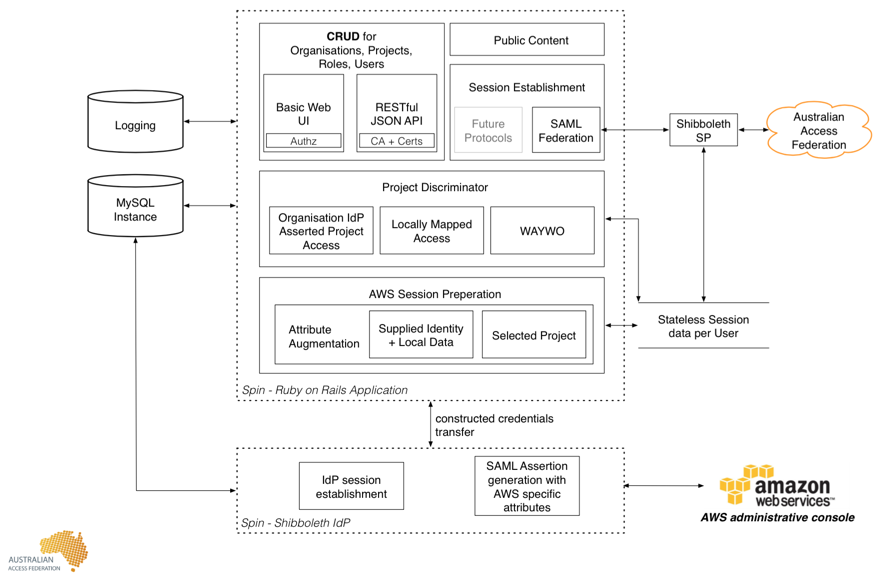 CRUD for
Organisations, Projects,
Roles, Users
Basic Web
UI
Authz
RESTful
JSON API
CA + Certs
Public Content
Session Establishment
Future
Protocols
SAML
Federation
Logging
Shibboleth
SP
Australian
Access
Federation
MySQL
Instance
Project Discriminator
Organisation IdP
Asserted Project
Access
Locally Mapped
Access
WAYWO
AWS Session Preperation
Attribute
Augmentation
Supplied Identity
+ Local Data
Selected Project
Stateless Session
data per User
Spin - Ruby on Rails Application
constructed credentials
transfer
IdP session
establishment
SAML Assertion
generation with
AWS specific
attributes
Spin - Shibboleth IdP
amazon
webservices™
AWS administrative console
AUSTRALIAN
ACCESS FEDERATION